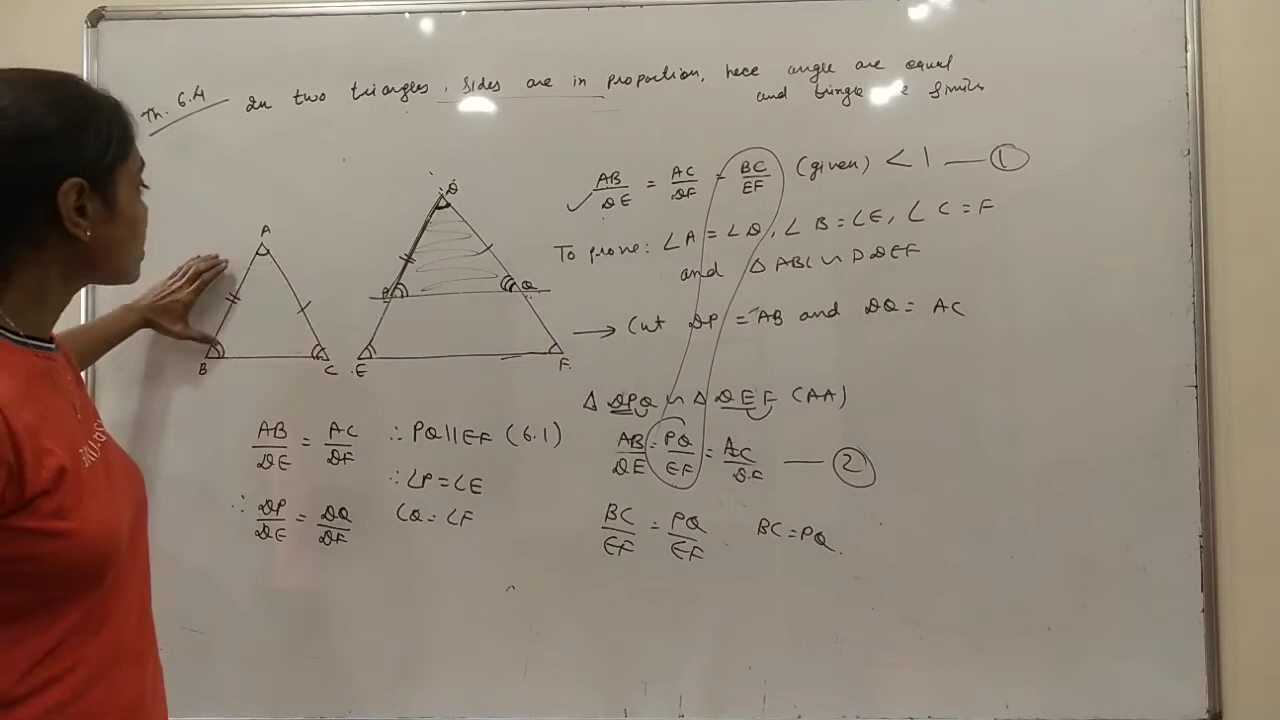 Th. 6.4 In two triangles, sides are in proportion, hece angle are equal
and tringle are similar
AB/DE = AC/DF = BC/EF (given) < 1 — ①
To prove: ∠A = ∠D, ∠B = ∠E, ∠C = F
and Δ ABC ∽ Δ DEF
→ Cut DP = AB and DQ = AC
A
B
C
D
P
Q
E
F
Δ DPQ ∽ Δ DEF (AA)
AB/DE = PQ/EF = AC/DF — ②
BC/EF = PQ/EF BC = PQ.
AB/DE = AC/DF ∴ PQ || EF (6.1)
∴ ∠P = ∠E
∴ DP/DE = DQ/DF ∠Q = ∠F